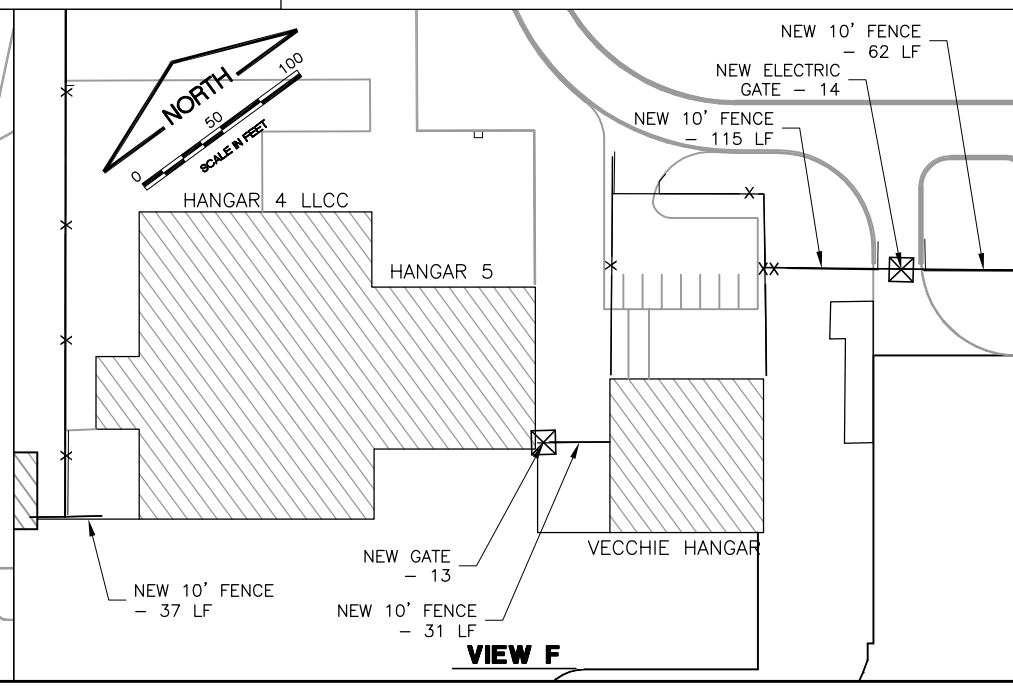 NEW 10' FENCE
- 62 LF
NEW ELECTRIC
GATE - 14
NEW 10' FENCE
- 115 LF
NORTH
0
50
100
SCALE IN FEET
HANGAR 4 LLCC
HANGAR 5
X
X
X
X
X
X
XX
VECCHIE HANGAR
NEW GATE
- 13
NEW 10' FENCE
- 37 LF
NEW 10' FENCE
- 31 LF
VIEW F